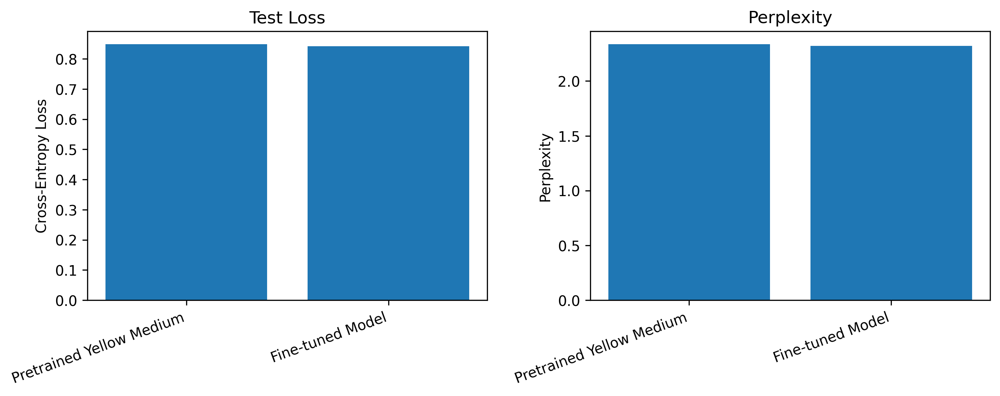 Test Loss
Cross-Entropy Loss
0.8
0.7
0.6
0.5
0.4
0.3
0.2
0.1
0.0
Pretrained Yellow Medium
Fine-tuned Model
Perplexity
Perplexity
2.0
1.5
1.0
0.5
0.0
Pretrained Yellow Medium
Fine-tuned Model